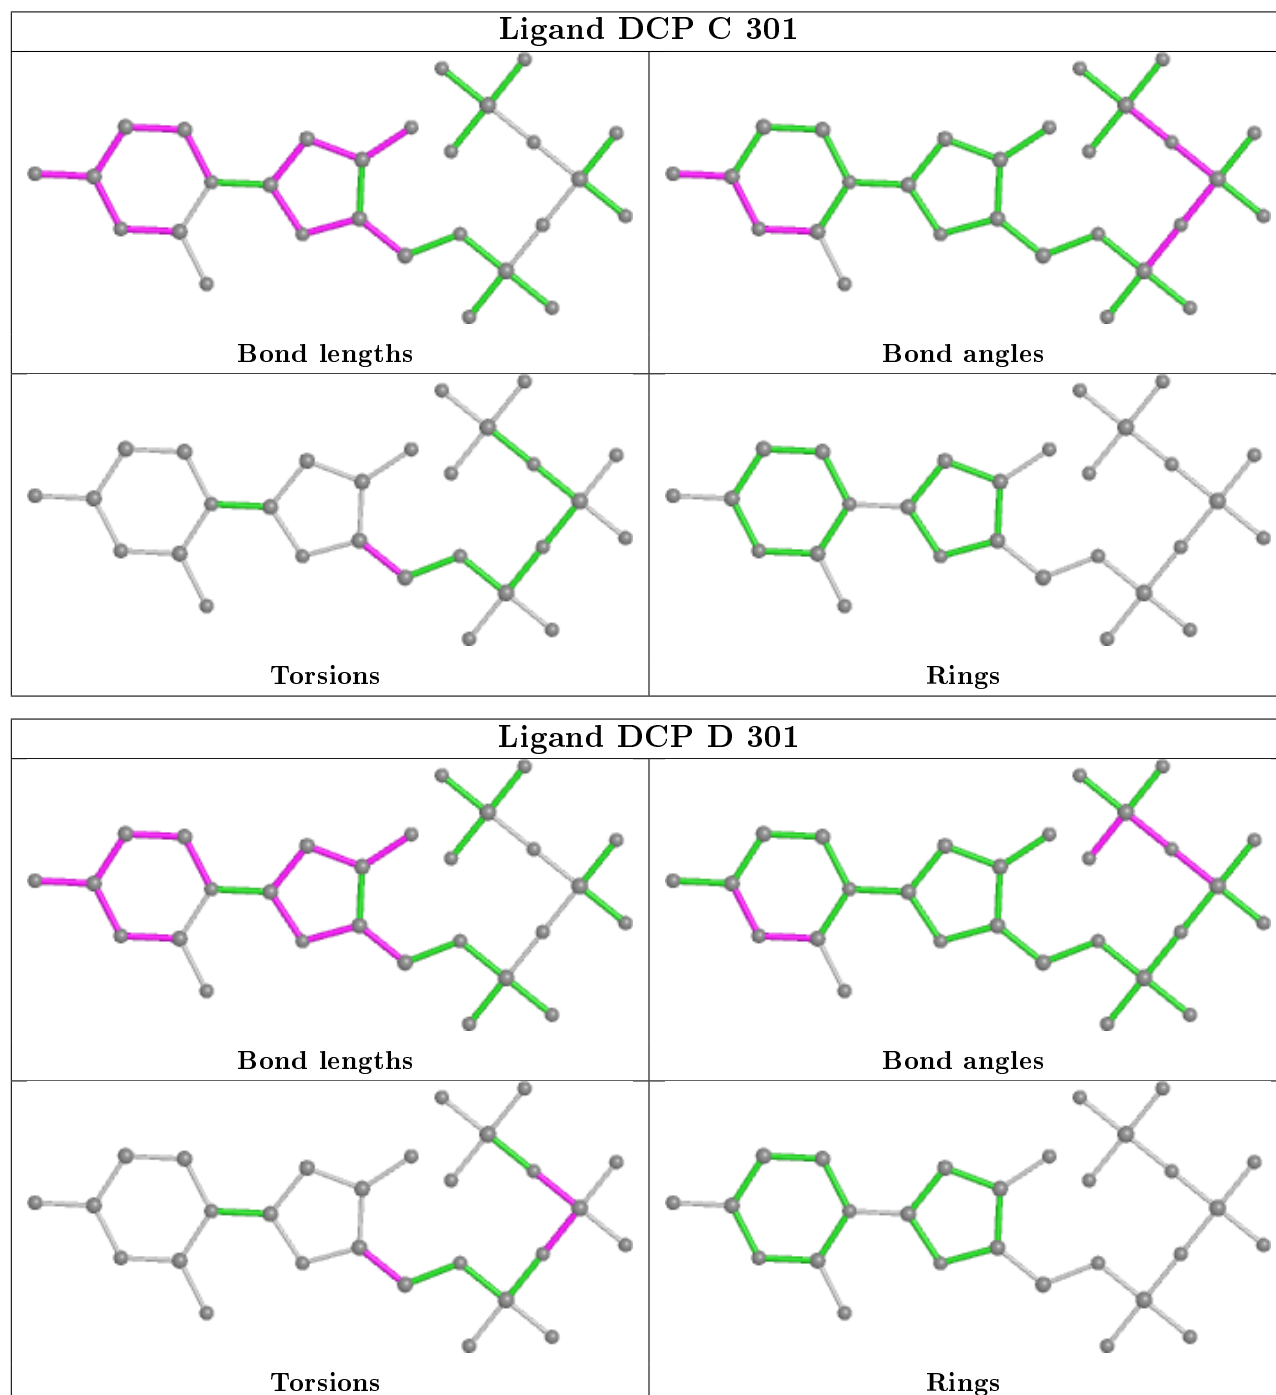 Ligand DCP C 301
Bond lengths
Bond angles
Torsions
Rings
Ligand DCP D 301
Bond lengths
Bond angles
Torsions
Rings